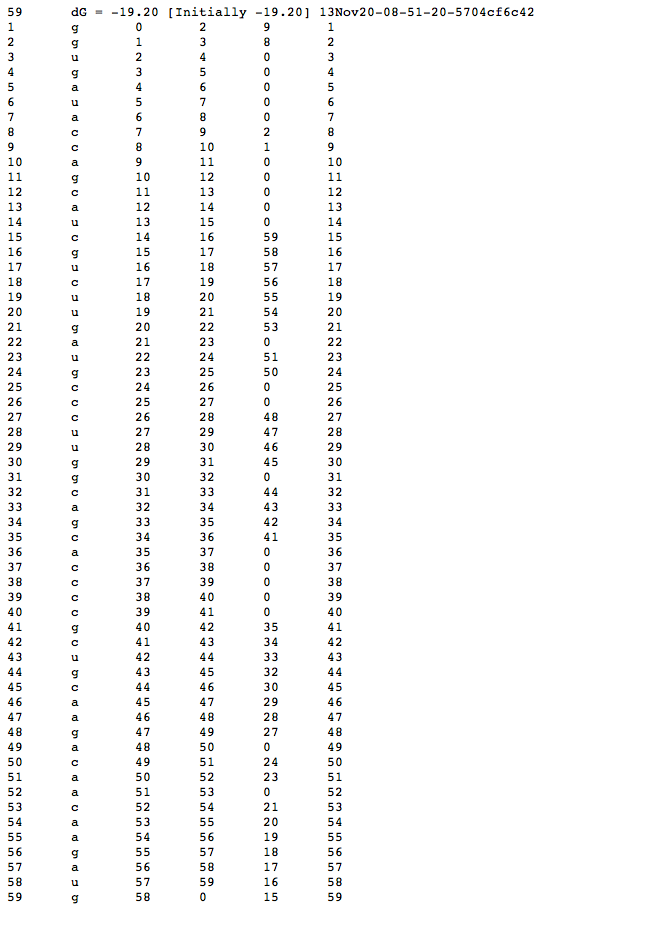 59 dG = -19.20 [Initially -19.20] 13Nov20-08-51-20-5704cf6c42
1 g 0 2 9 1
2 g 1 3 8 2
3 u 2 4 0 3
4 g 3 5 0 4
5 a 4 6 0 5
6 u 5 7 0 6
7 a 6 8 0 7
8 c 7 9 2 8
9 c 8 10 1 9
10 a 9 11 0 10
11 g 10 12 0 11
12 c 11 13 0 12
13 a 12 14 0 13
14 u 13 15 0 14
15 c 14 16 59 15
16 g 15 17 58 16
17 u 16 18 57 17
18 c 17 19 56 18
19 u 18 20 55 19
20 u 19 21 54 20
21 g 20 22 53 21
22 a 21 23 0 22
23 u 22 24 51 23
24 g 23 25 50 24
25 c 24 26 0 25
26 c 25 27 0 26
27 c 26 28 48 27
28 u 27 29 47 28
29 u 28 30 46 29
30 g 29 31 45 30
31 g 30 32 0 31
32 c 31 33 44 32
33 a 32 34 43 33
34 g 33 35 42 34
35 c 34 36 41 35
36 a 35 37 0 36
37 c 36 38 0 37
38 c 37 39 0 38
39 c 38 40 0 39
40 c 39 41 0 40
41 g 40 42 35 41
42 c 41 43 34 42
43 u 42 44 33 43
44 g 43 45 32 44
45 c 44 46 30 45
46 a 45 47 29 46
47 a 46 48 28 47
48 g 47 49 27 48
49 a 48 50 0 49
50 c 49 51 24 50
51 a 50 52 23 51
52 a 51 53 0 52
53 c 52 54 21 53
54 a 53 55 20 54
55 a 54 56 19 55
56 g 55 57 18 56
57 a 56 58 17 57
58 u 57 59 16 58
59 g 58 0 15 59